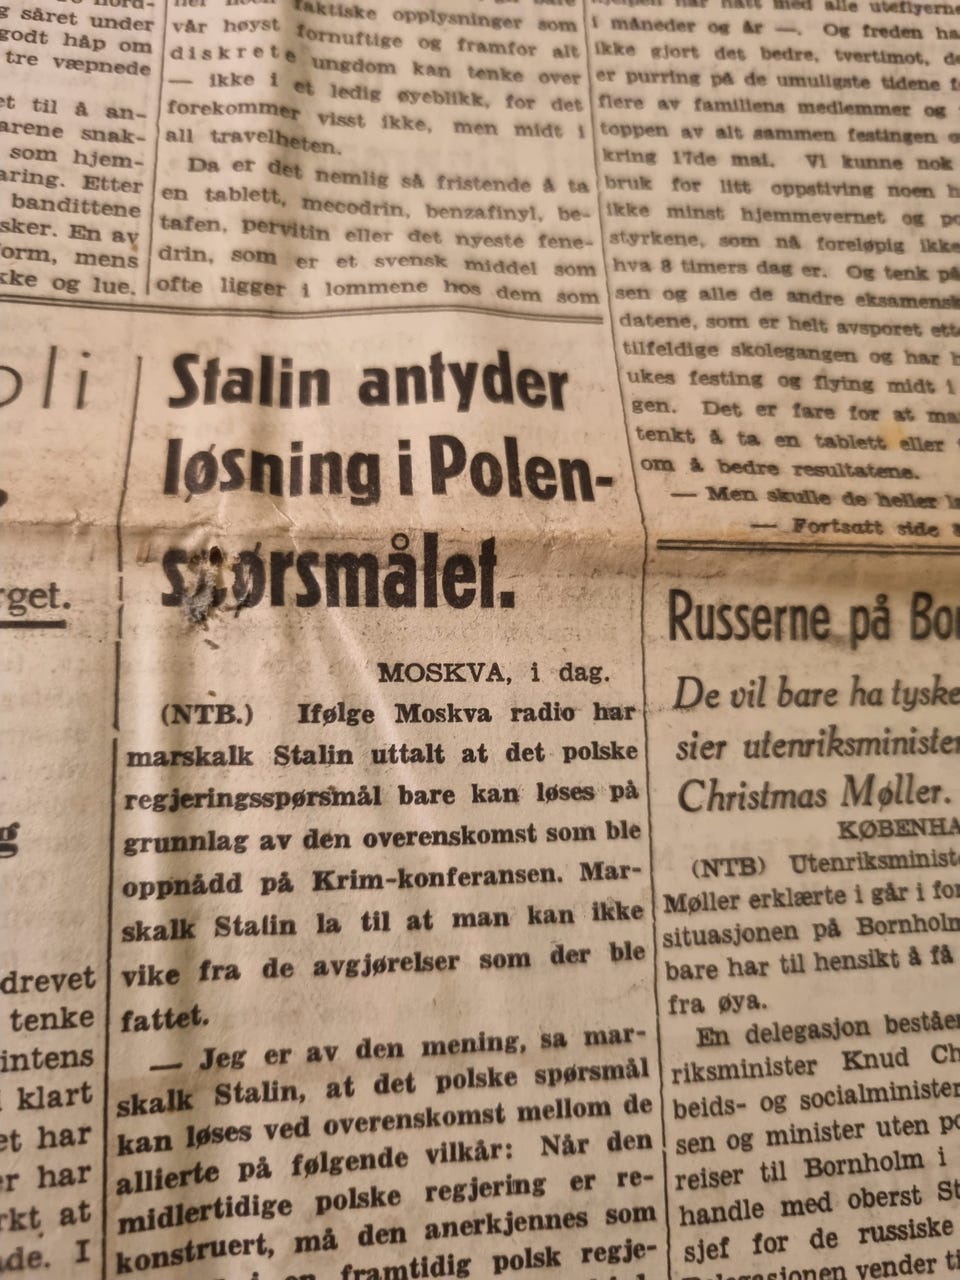 såret under
godt håp om
tre væpnede
et til å an-
arene snak-
som hjem-
aring. Etter
bandittene
sker. En av
form, mens
kke og lue.
oli
rget.
drevet
tenke
intens
klart
et har
er har
rkt at
de. I
faktiske opplysninger som
vår høyst fornuftige og framfor alt
diskrete ungdom kan tenke over
— ikke i et ledig øyeblikk, for det
forekommer visst ikke, men midt i
all travelheten.
Da er det nemlig så fristende å ta
en tablett, mecodrin, benzafinyl, be-
tafen, pervitin eller det nyeste fene-
drin, som er et svensk middel som
ofte ligger i lommene hos dem som
Stalin antyder
løsning i Polen-
spørsmålet.
MOSKVA, i dag.
(NTB.) Ifølge Moskva radio har
marskalk Stalin uttalt at det polske
regjeringsspørsmål bare kan løses på
grunnlag av den overenskomst som ble
oppnådd på Krim-konferansen. Mar-
skalk Stalin la til at man kan ikke
vike fra de avgjørelser som der ble
fattet.
— Jeg er av den mening, sa mar-
skalk Stalin, at det polske spørsmål
kan løses ved overenskomst mellom de
allierte på følgende vilkår: Når den
midlertidige polske regjering er re-
konstruert, må den anerkjennes som
framtidig polsk regje-
hatt med alle uteflyerne
i måneder og år —. Og freden ha
ikke gjort det bedre, tvertimot, de
er purring på de umuligste tidene
flere av familiens medlemmer og
toppen av alt sammen festingen
kring 17de mai. Vi kunne nok
bruk for litt oppstiving noen
ikke minst hjemmevernet og po
styrkene, som nå foreløpig ikke
hva 8 timers dag er. Og tenk på
sen og alle de andre eksamensk
datene, som er helt avsporet ett
tilfeldige skolegangen og har
ukes festing og flying midt i
gen. Det er fare for at ma
tenkt å ta en tablett eller
om å bedre resultatene.
— Men skulle de heller
— Fortsatt side
Russerne på Bor
De vil bare ha tyske
sier utenriksminister
Christmas Møller.
KØBENHA
(NTB) Utenriksminist
Møller erklærte i går i for
situasjonen på Bornholm
bare har til hensikt å få
fra øya.
En delegasjon beståe
riksminister Knud Ch
beids- og socialminister
sen og minister uten po
reiser til Bornholm i
handle med oberst St
sjef for de russiske
vender ti